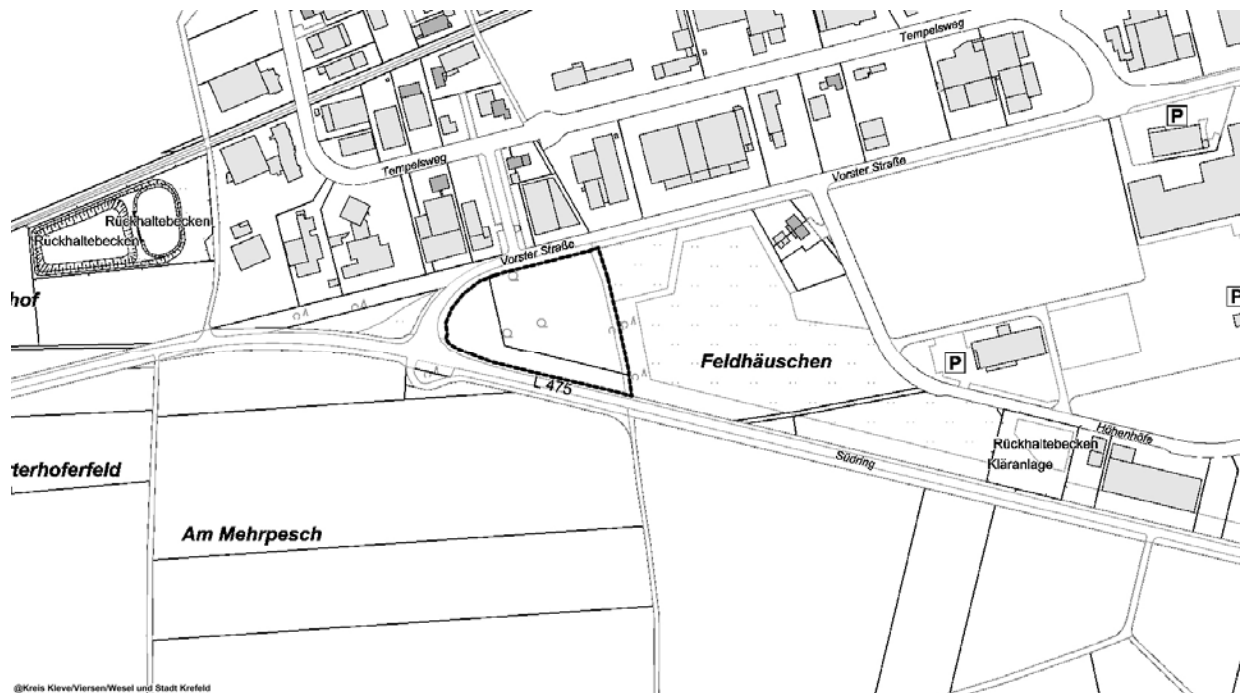 Tempelsweg
P
Tempelsweg
Vorster Straße
Rückhaltebecken
Rückhaltebecken
Vorster Straße
hof
P
Feldhäuschen
P
L 475
Höhenhöfe
Rückhaltebecken
Kläranlage
Südring
terhoferfeld
Am Mehrpesch
@Kreis Kleve/Viersen/Wesel und Stadt Krefeld